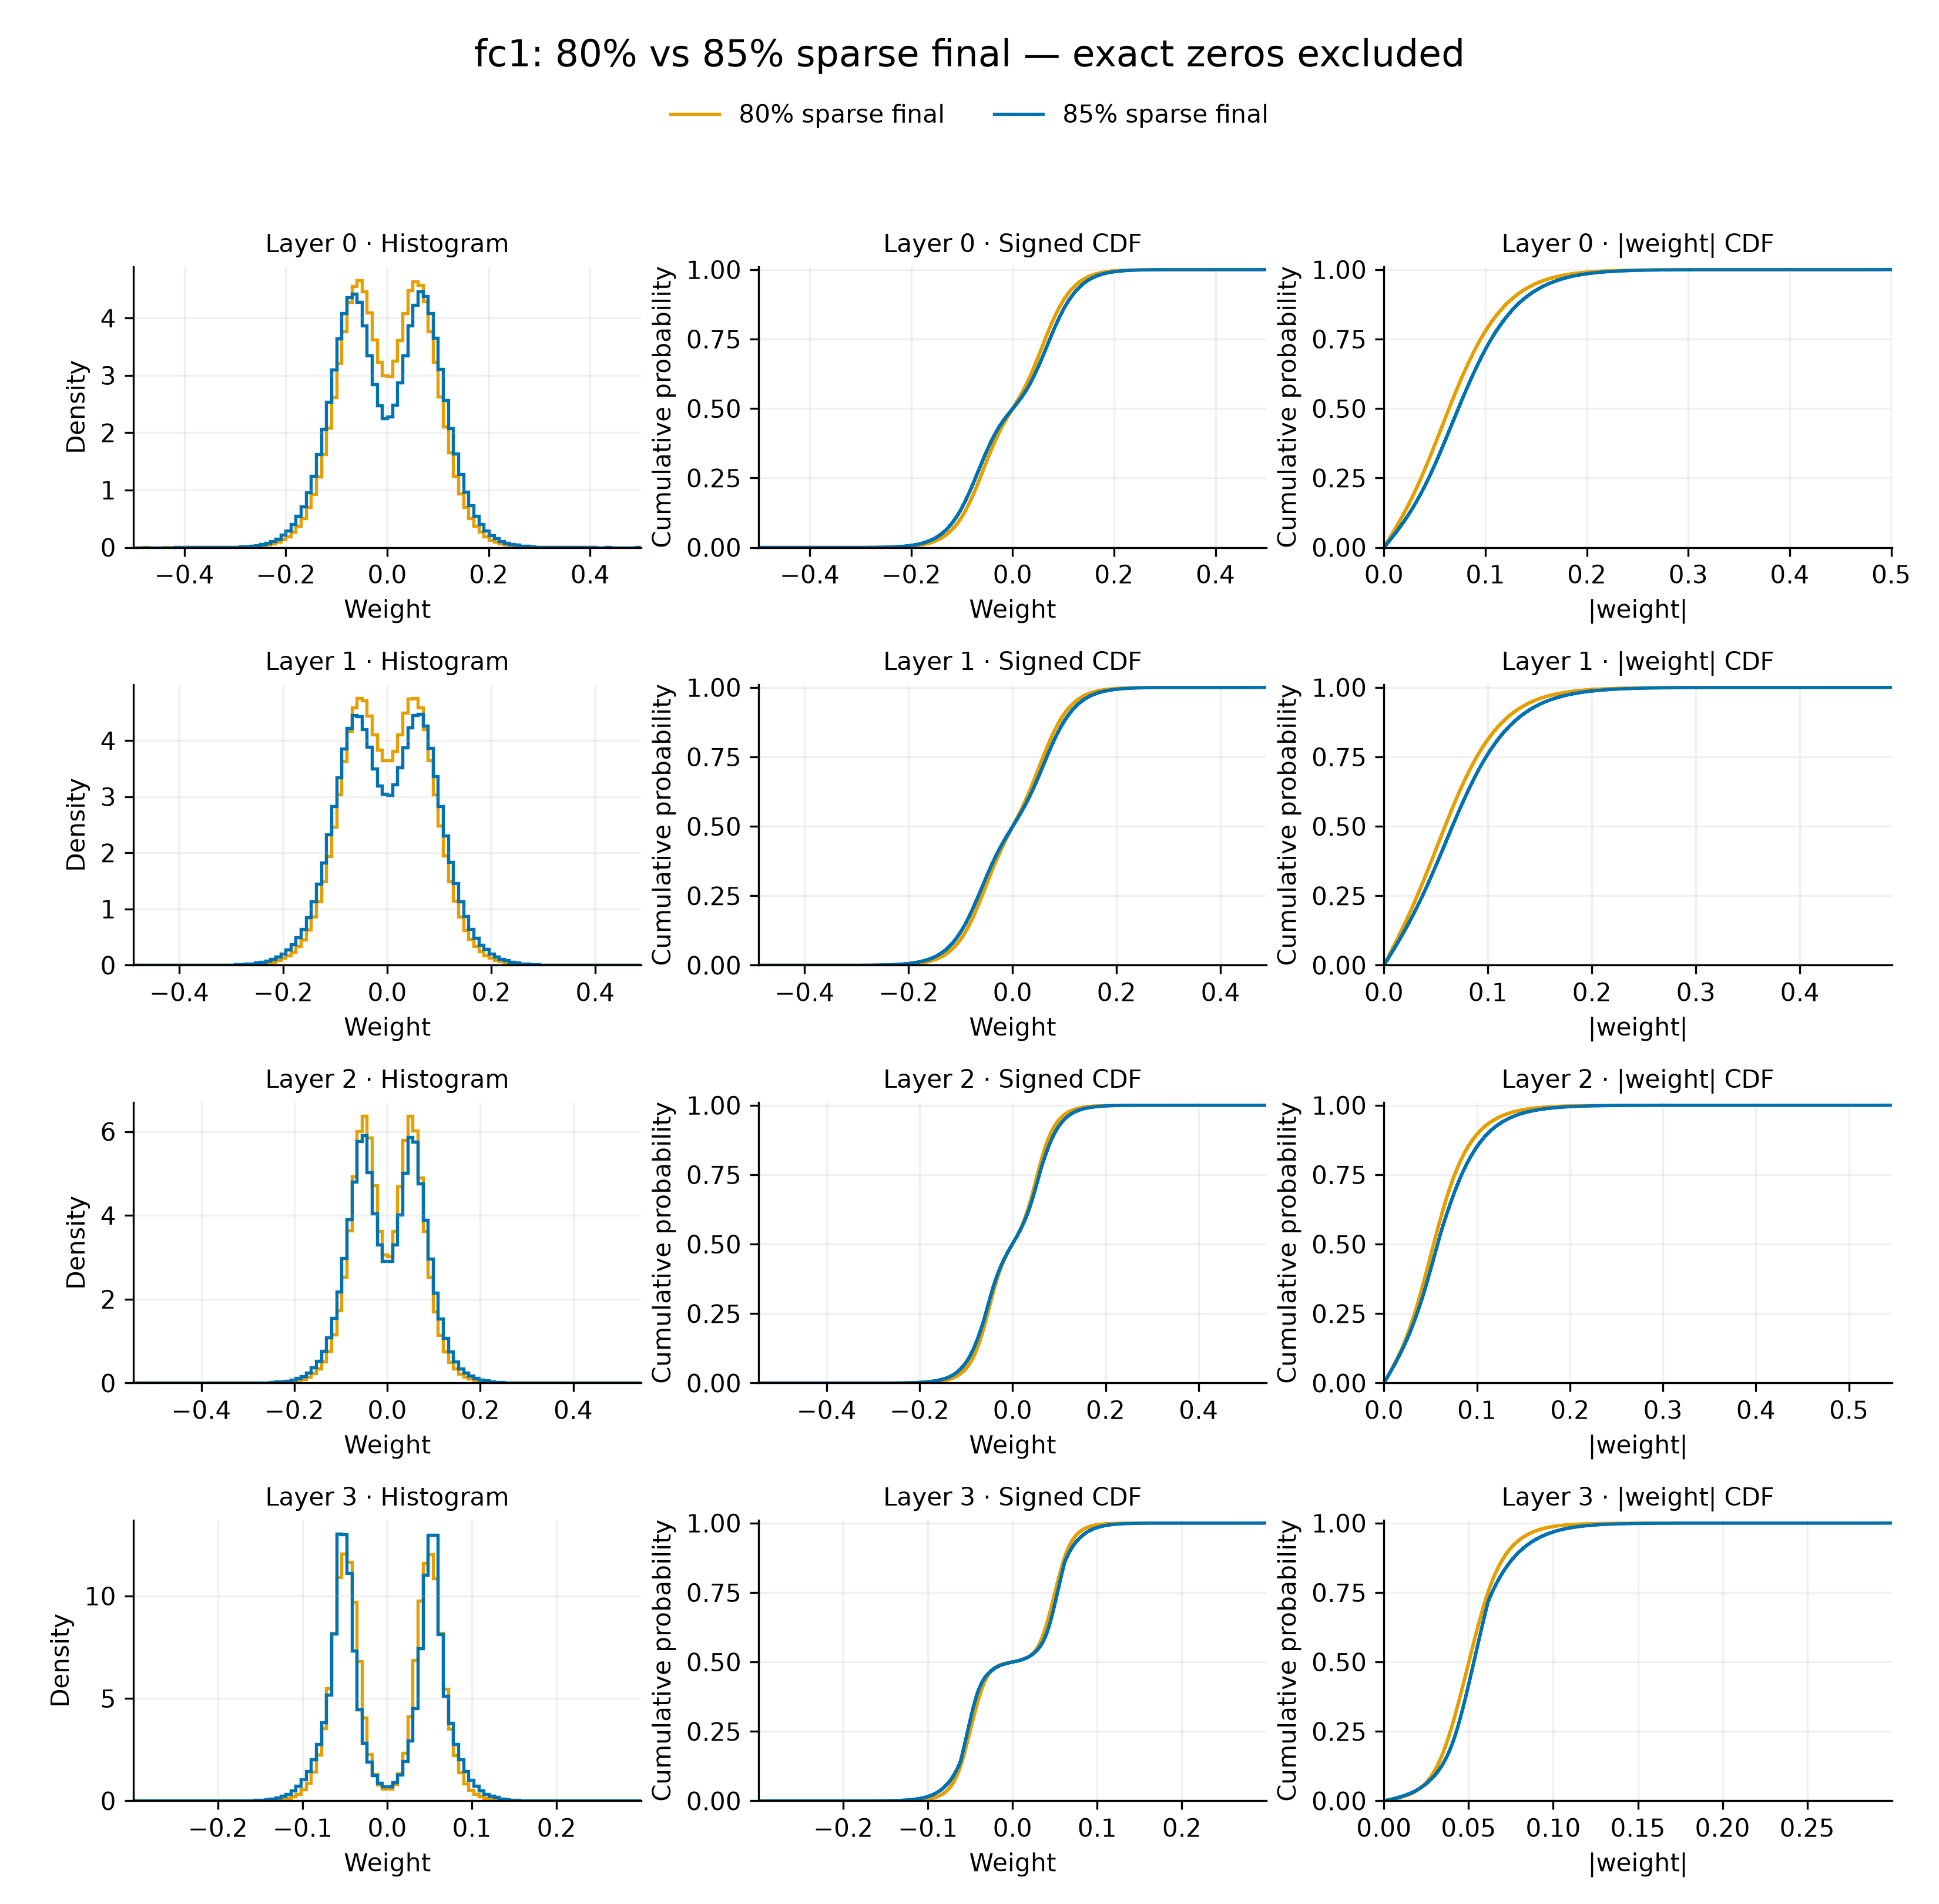 fc1: 80% vs 85% sparse final — exact zeros excluded
80% sparse final 85% sparse final
Layer 0 · Histogram
Density
4
3
2
1
0
−0.4 −0.2 0.0 0.2 0.4
Weight
Layer 0 · Signed CDF
Cumulative probability
1.00
0.75
0.50
0.25
0.00
−0.4 −0.2 0.0 0.2 0.4
Weight
Layer 0 · |weight| CDF
Cumulative probability
1.00
0.75
0.50
0.25
0.00
0.0 0.1 0.2 0.3 0.4 0.5
|weight|
Layer 1 · Histogram
Density
4
3
2
1
0
−0.4 −0.2 0.0 0.2 0.4
Weight
Layer 1 · Signed CDF
Cumulative probability
1.00
0.75
0.50
0.25
0.00
−0.4 −0.2 0.0 0.2 0.4
Weight
Layer 1 · |weight| CDF
Cumulative probability
1.00
0.75
0.50
0.25
0.00
0.0 0.1 0.2 0.3 0.4
|weight|
Layer 2 · Histogram
Density
6
4
2
0
−0.4 −0.2 0.0 0.2 0.4
Weight
Layer 2 · Signed CDF
Cumulative probability
1.00
0.75
0.50
0.25
0.00
−0.4 −0.2 0.0 0.2 0.4
Weight
Layer 2 · |weight| CDF
Cumulative probability
1.00
0.75
0.50
0.25
0.00
0.0 0.1 0.2 0.3 0.4 0.5
|weight|
Layer 3 · Histogram
Density
10
5
0
−0.2 −0.1 0.0 0.1 0.2
Weight
Layer 3 · Signed CDF
Cumulative probability
1.00
0.75
0.50
0.25
0.00
−0.2 −0.1 0.0 0.1 0.2
Weight
Layer 3 · |weight| CDF
Cumulative probability
1.00
0.75
0.50
0.25
0.00
0.00 0.05 0.10 0.15 0.20 0.25
|weight|